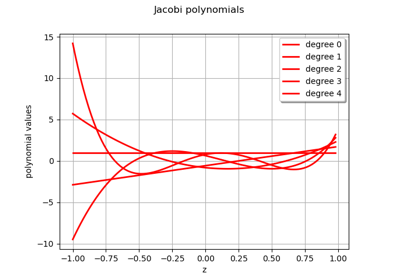 Jacobi polynomials
15
10
5
0
−5
−10
polynomial values
degree 0
degree 1
degree 2
degree 3
degree 4
−1.00 −0.75 −0.50 −0.25 0.00 0.25 0.50 0.75 1.00
z